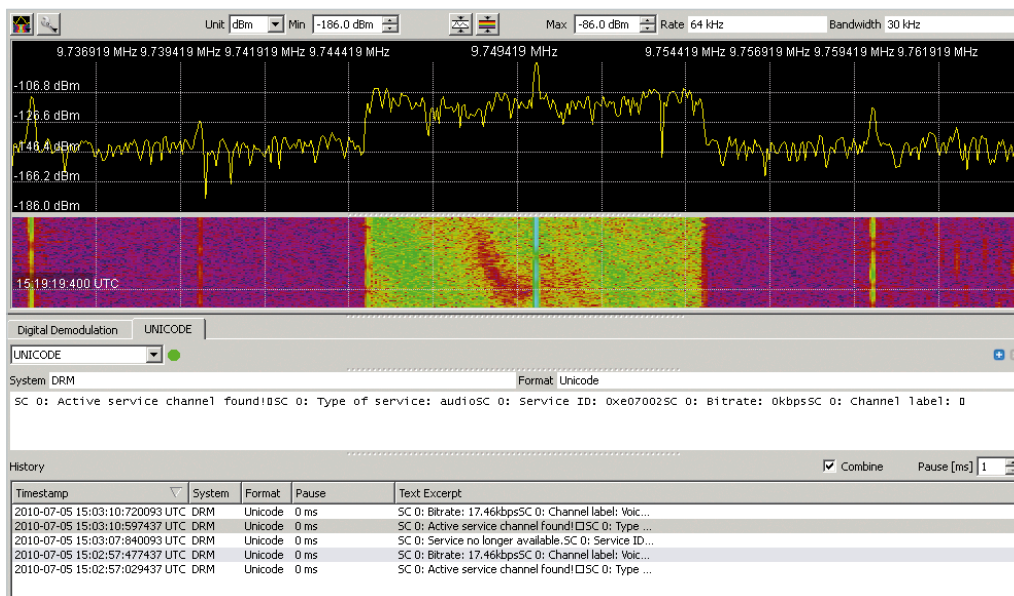 Unit dBm Min -186.0 dBm Max -86.0 dBm Rate 64 kHz Bandwidth 30 kHz
9.736919 MHz 9.739419 MHz 9.741919 MHz 9.744419 MHz 9.749419 MHz 9.754419 MHz 9.756919 MHz 9.759419 MHz 9.761919 MHz
-106.8 dBm
-126.6 dBm
-146.4 dBm
-166.2 dBm
-186.0 dBm
15:19:19:400 UTC
Digital Demodulation UNICODE
UNICODE
System DRM Format Unicode
SC 0: Active service channel found!▯SC 0: Type of service: audioSC 0: Service ID: 0xe07002SC 0: Bitrate: 0kbpsSC 0: Channel label: ▯
History Combine Pause [ms] 1
Timestamp System Format Pause Text Excerpt
2010-07-05 15:03:10:720093 UTC DRM Unicode 0 ms SC 0: Bitrate: 17.46kbpsSC 0: Channel label: Voic...
2010-07-05 15:03:10:597437 UTC DRM Unicode 0 ms SC 0: Active service channel found!▯SC 0: Type ...
2010-07-05 15:03:07:840093 UTC DRM Unicode 0 ms SC 0: Service no longer available.SC 0: Service ID...
2010-07-05 15:02:57:477437 UTC DRM Unicode 0 ms SC 0: Bitrate: 17.46kbpsSC 0: Channel label: Voic...
2010-07-05 15:02:57:029437 UTC DRM Unicode 0 ms SC 0: Active service channel found!▯SC 0: Type ...